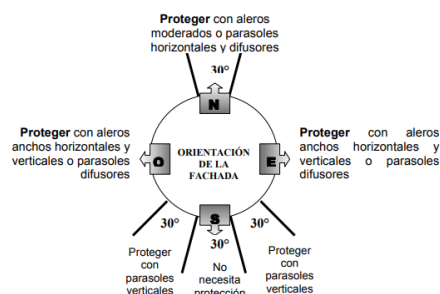 Proteger con aleros
moderados o parasoles
horizontales y difusores
30°
N
Proteger con aleros
anchos horizontales y
verticales o parasoles
difusores
O
ORIENTACIÓN
DE LA
FACHADA
E
Proteger con aleros
anchos horizontales y
verticales o parasoles
difusores
S
30°
30°
30°
Proteger
con
parasoles
verticales
No
necesita
protección
Proteger
con
parasoles
verticales